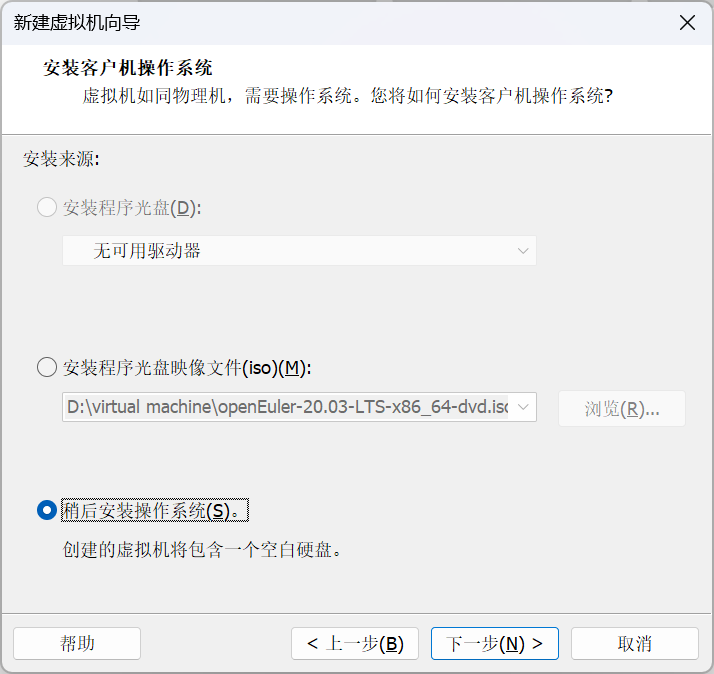 新建虚拟机向导
安装客户机操作系统
虚拟机如同物理机，需要操作系统。您将如何安装客户机操作系统?
安装来源:
安装程序光盘(D):
无可用驱动器
安装程序光盘映像文件(iso)(M):
D:\virtual machine\openEuler-20.03-LTS-x86_64-dvd.iso
浏览(R)...
稍后安装操作系统(S)。
创建的虚拟机将包含一个空白硬盘。
帮助
< 上一步(B)
下一步(N) >
取消